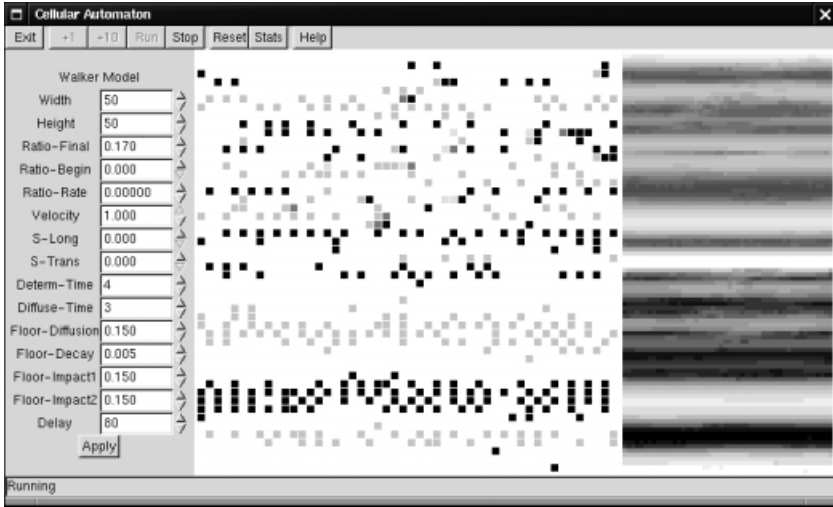 Cellular Automaton
Exit +1 +10 Run Stop Reset Stats Help
Walker Model
Width 50
Height 50
Ratio-Final 0.170
Ratio-Begin 0.000
Ratio-Rate 0.00000
Velocity 1.000
S-Long 0.000
S-Trans 0.000
Determ-Time 4
Diffuse-Time 3
Floor-Diffusion 0.150
Floor-Decay 0.005
Floor-Impact1 0.150
Floor-Impact2 0.150
Delay 80
Apply
Running